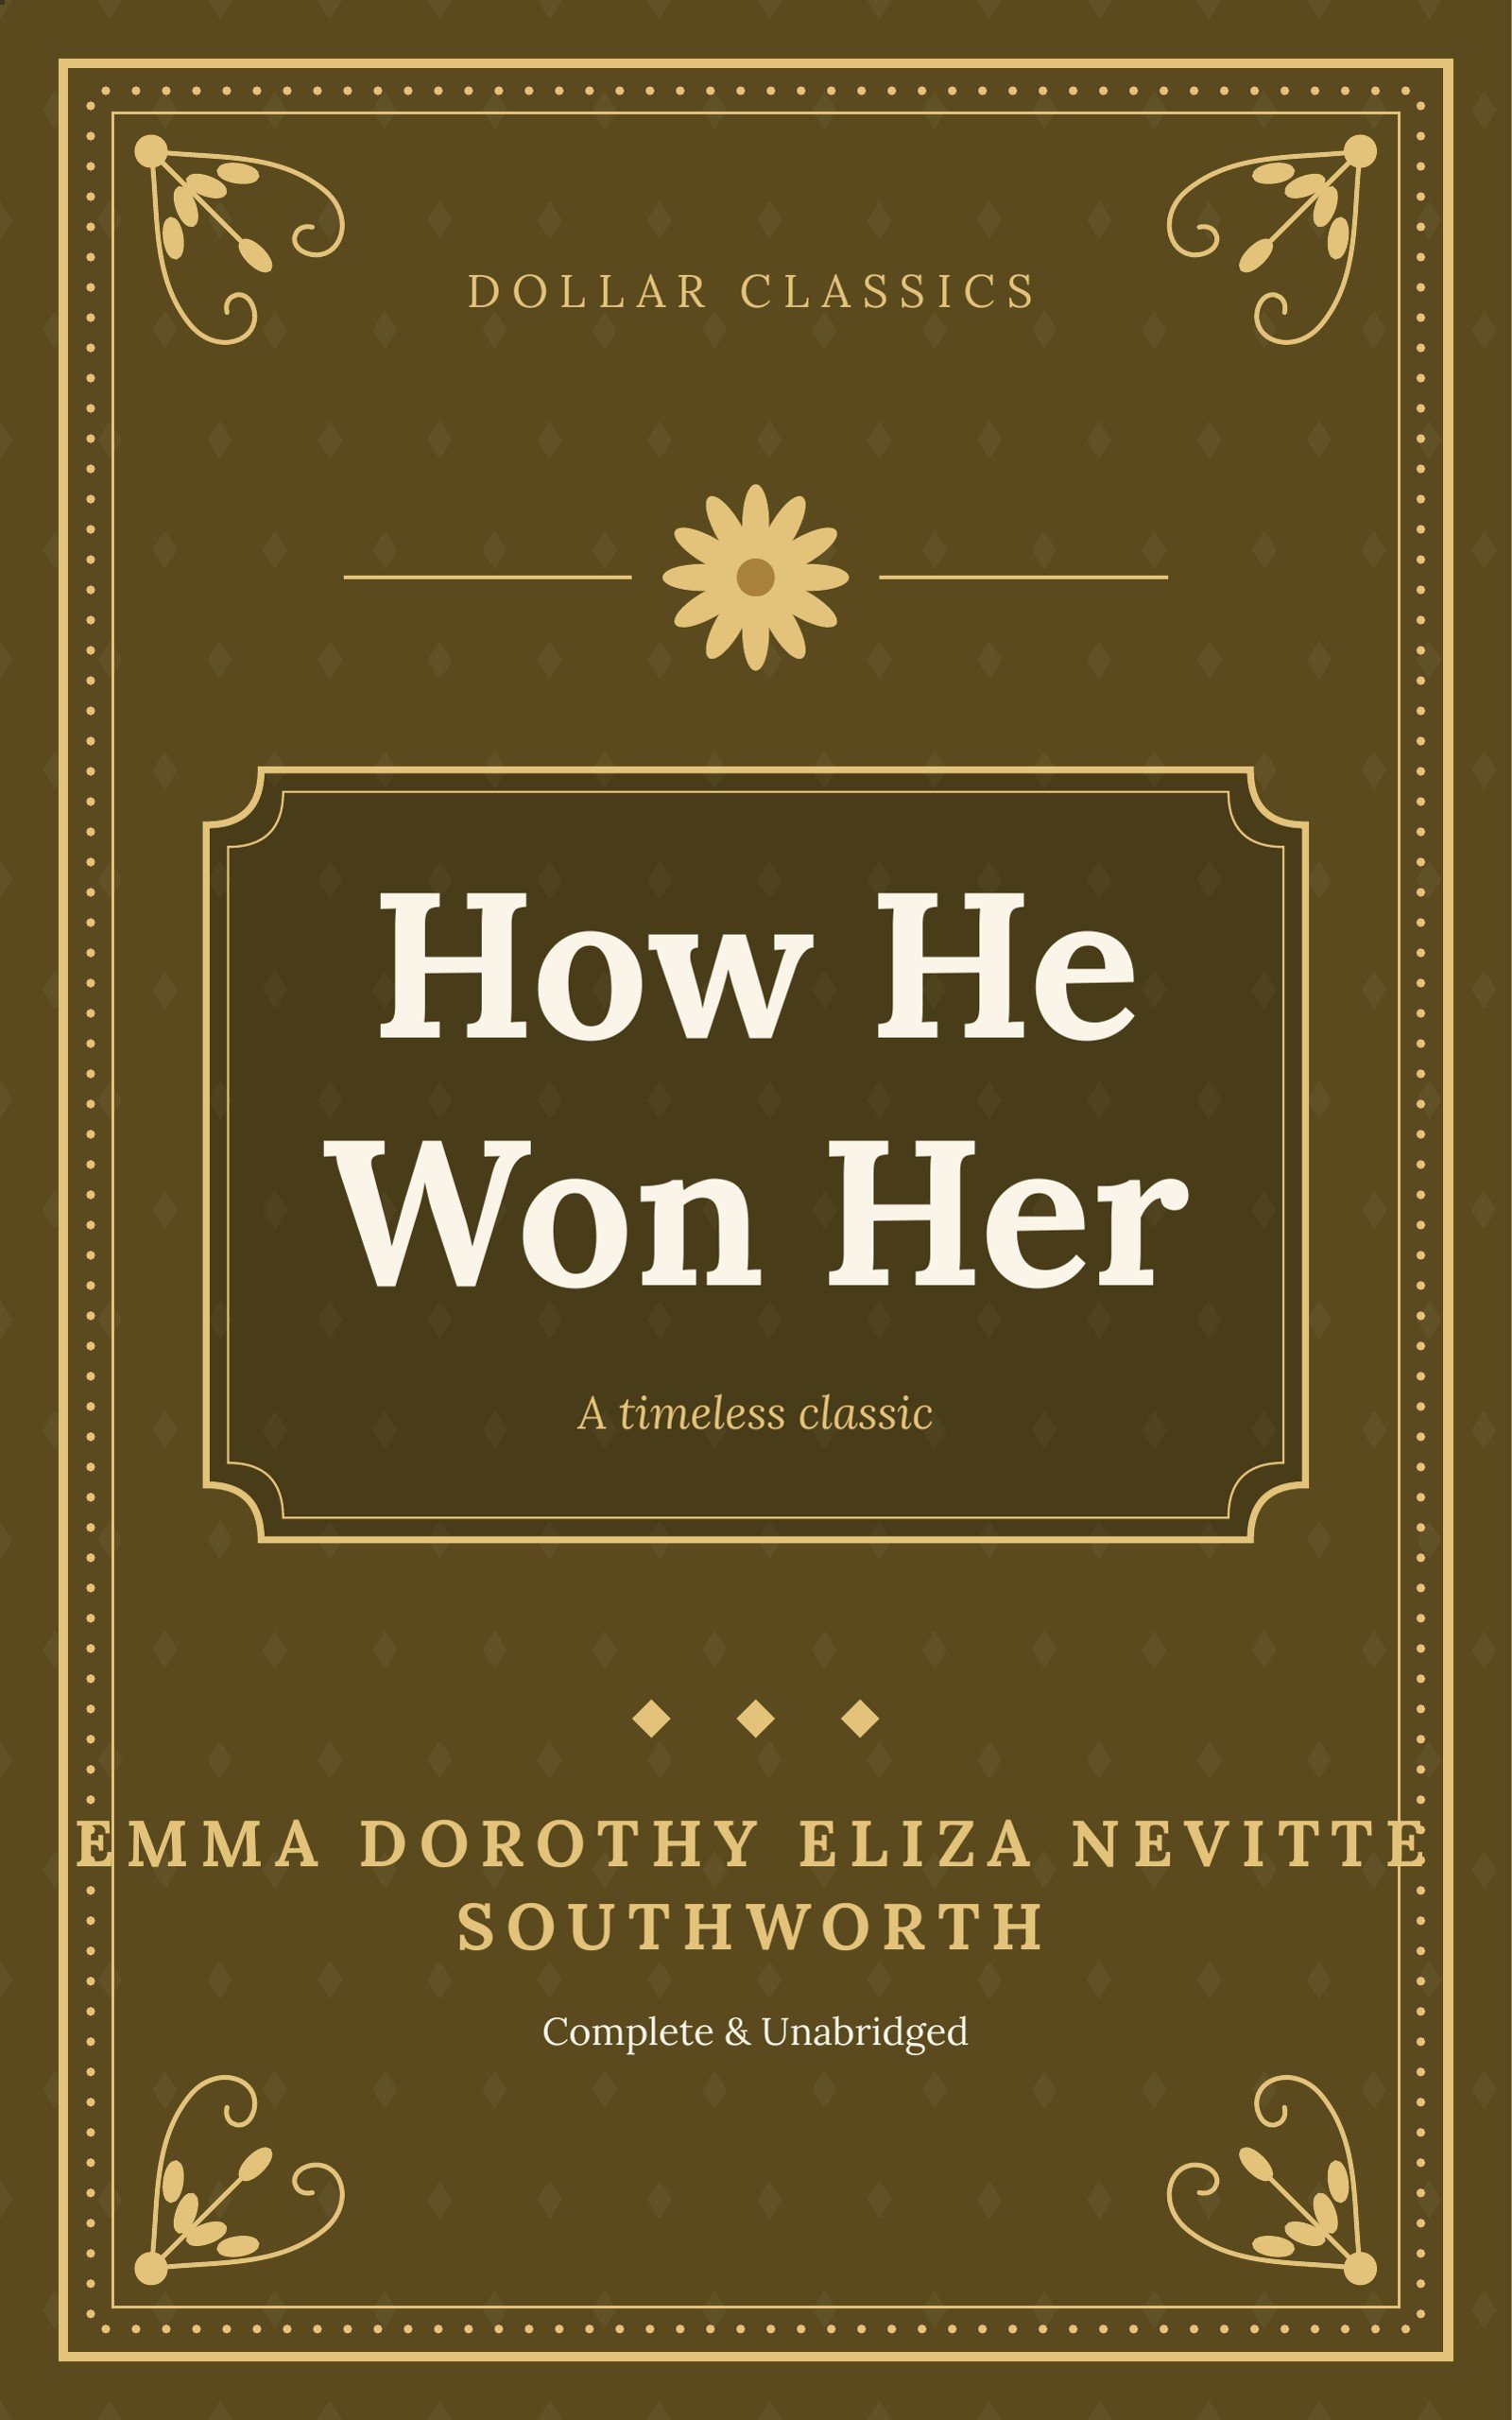 DOLLAR CLASSICS
How He
Won Her
A timeless classic
EMMA DOROTHY ELIZA NEVITTE
SOUTHWORTH
Complete & Unabridged